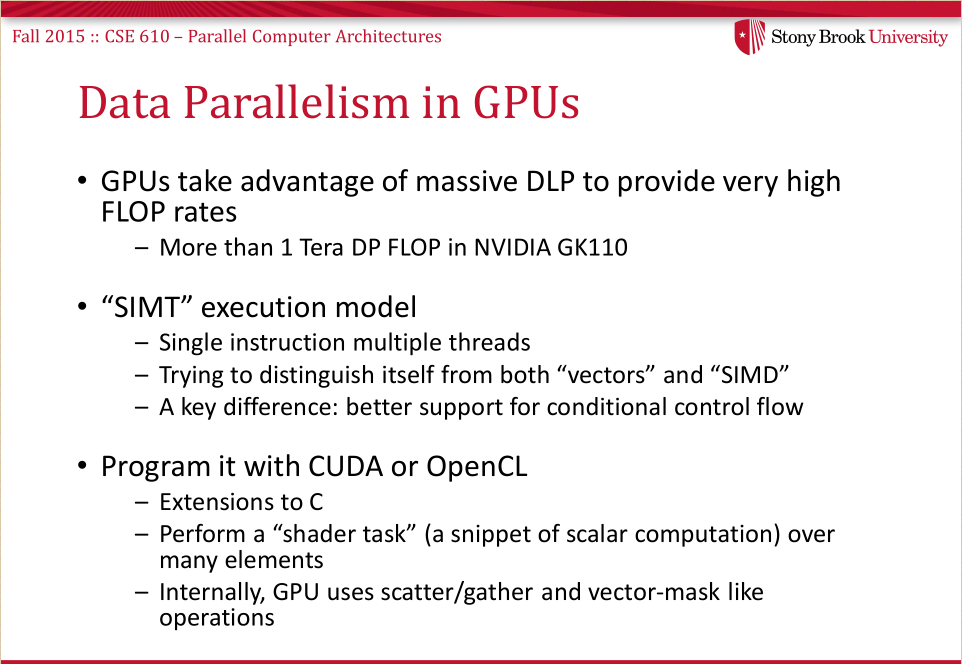 Fall 2015 :: CSE 610 – Parallel Computer Architectures
Stony Brook University
Data Parallelism in GPUs
• GPUs take advantage of massive DLP to provide very high
FLOP rates
– More than 1 Tera DP FLOP in NVIDIA GK110
• “SIMT” execution model
– Single instruction multiple threads
– Trying to distinguish itself from both “vectors” and “SIMD”
– A key difference: better support for conditional control flow
• Program it with CUDA or OpenCL
– Extensions to C
– Perform a “shader task” (a snippet of scalar computation) over
many elements
– Internally, GPU uses scatter/gather and vector-mask like
operations